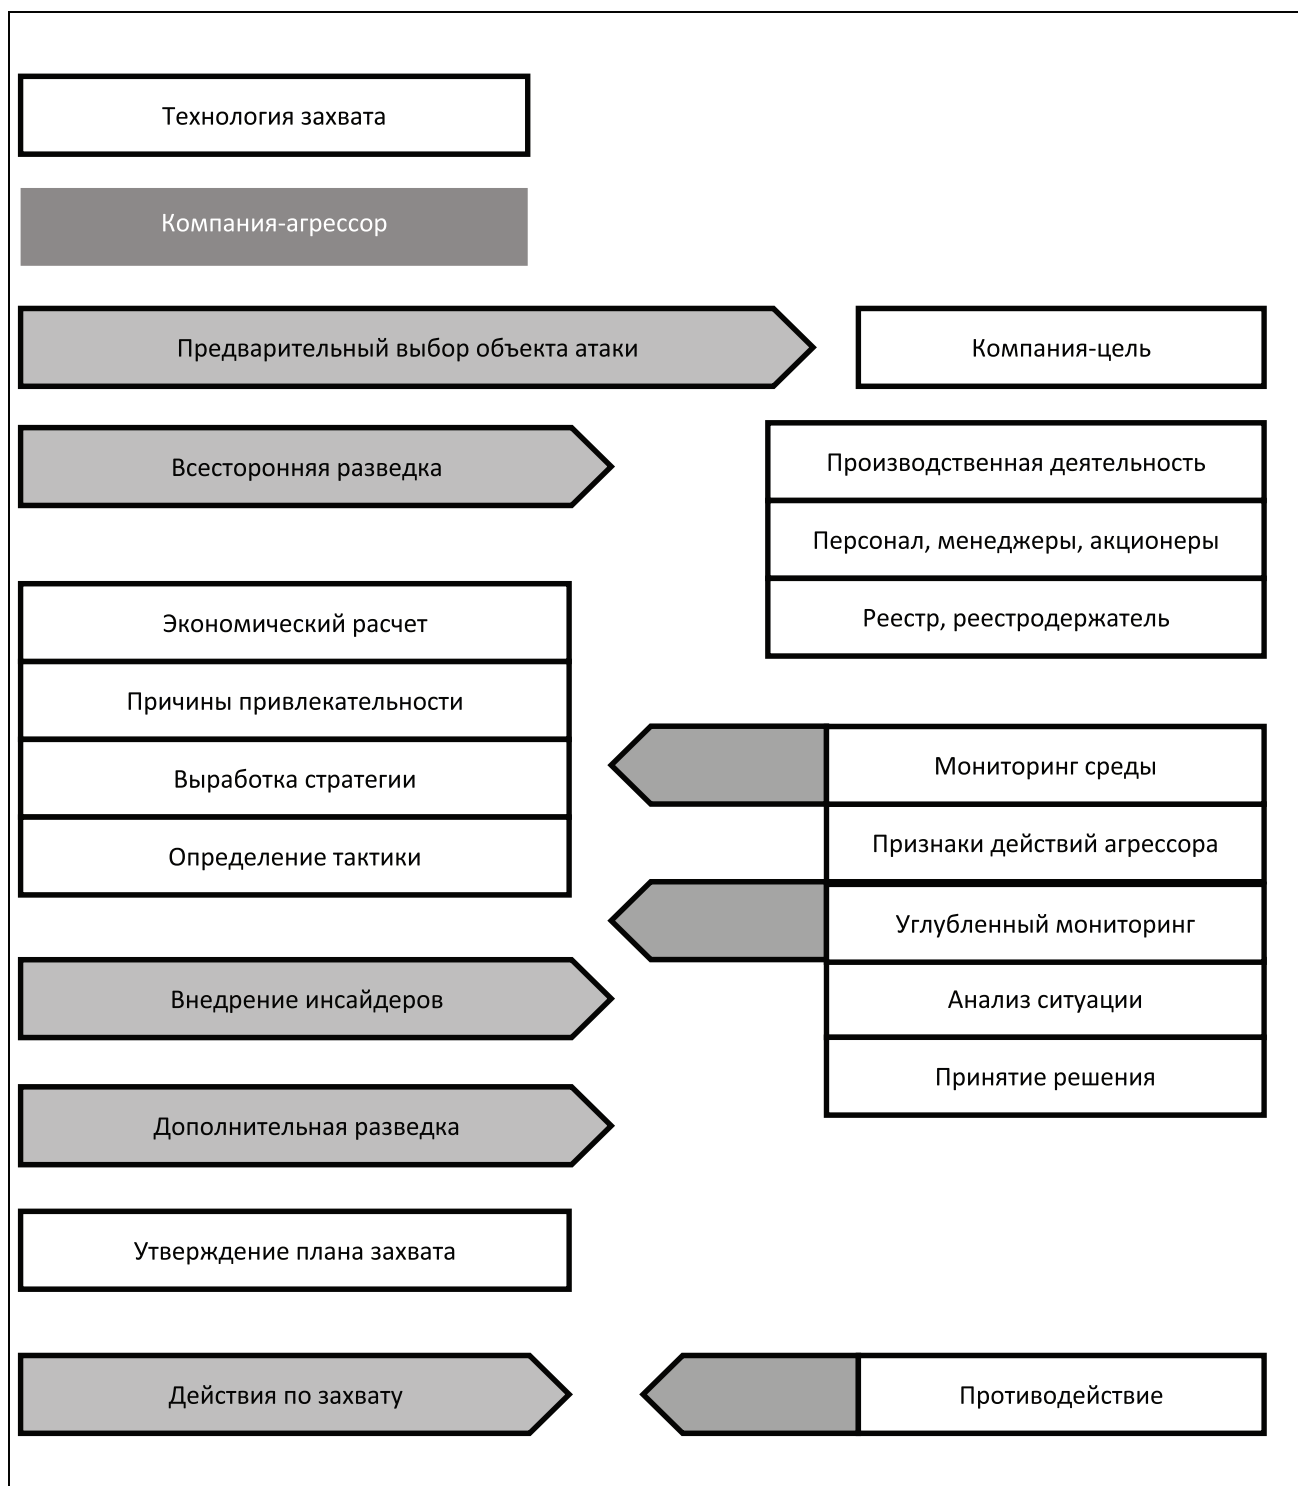 Технология захвата
Компания-агрессор
Предварительный выбор объекта атаки
Компания-цель
Всесторонняя разведка
Производственная деятельность
Персонал, менеджеры, акционеры
Реестр, реестродержатель
Экономический расчет
Причины привлекательности
Выработка стратегии
Определение тактики
Мониторинг среды
Признаки действий агрессора
Углубленный мониторинг
Анализ ситуации
Принятие решения
Внедрение инсайдеров
Дополнительная разведка
Утверждение плана захвата
Действия по захвату
Противодействие